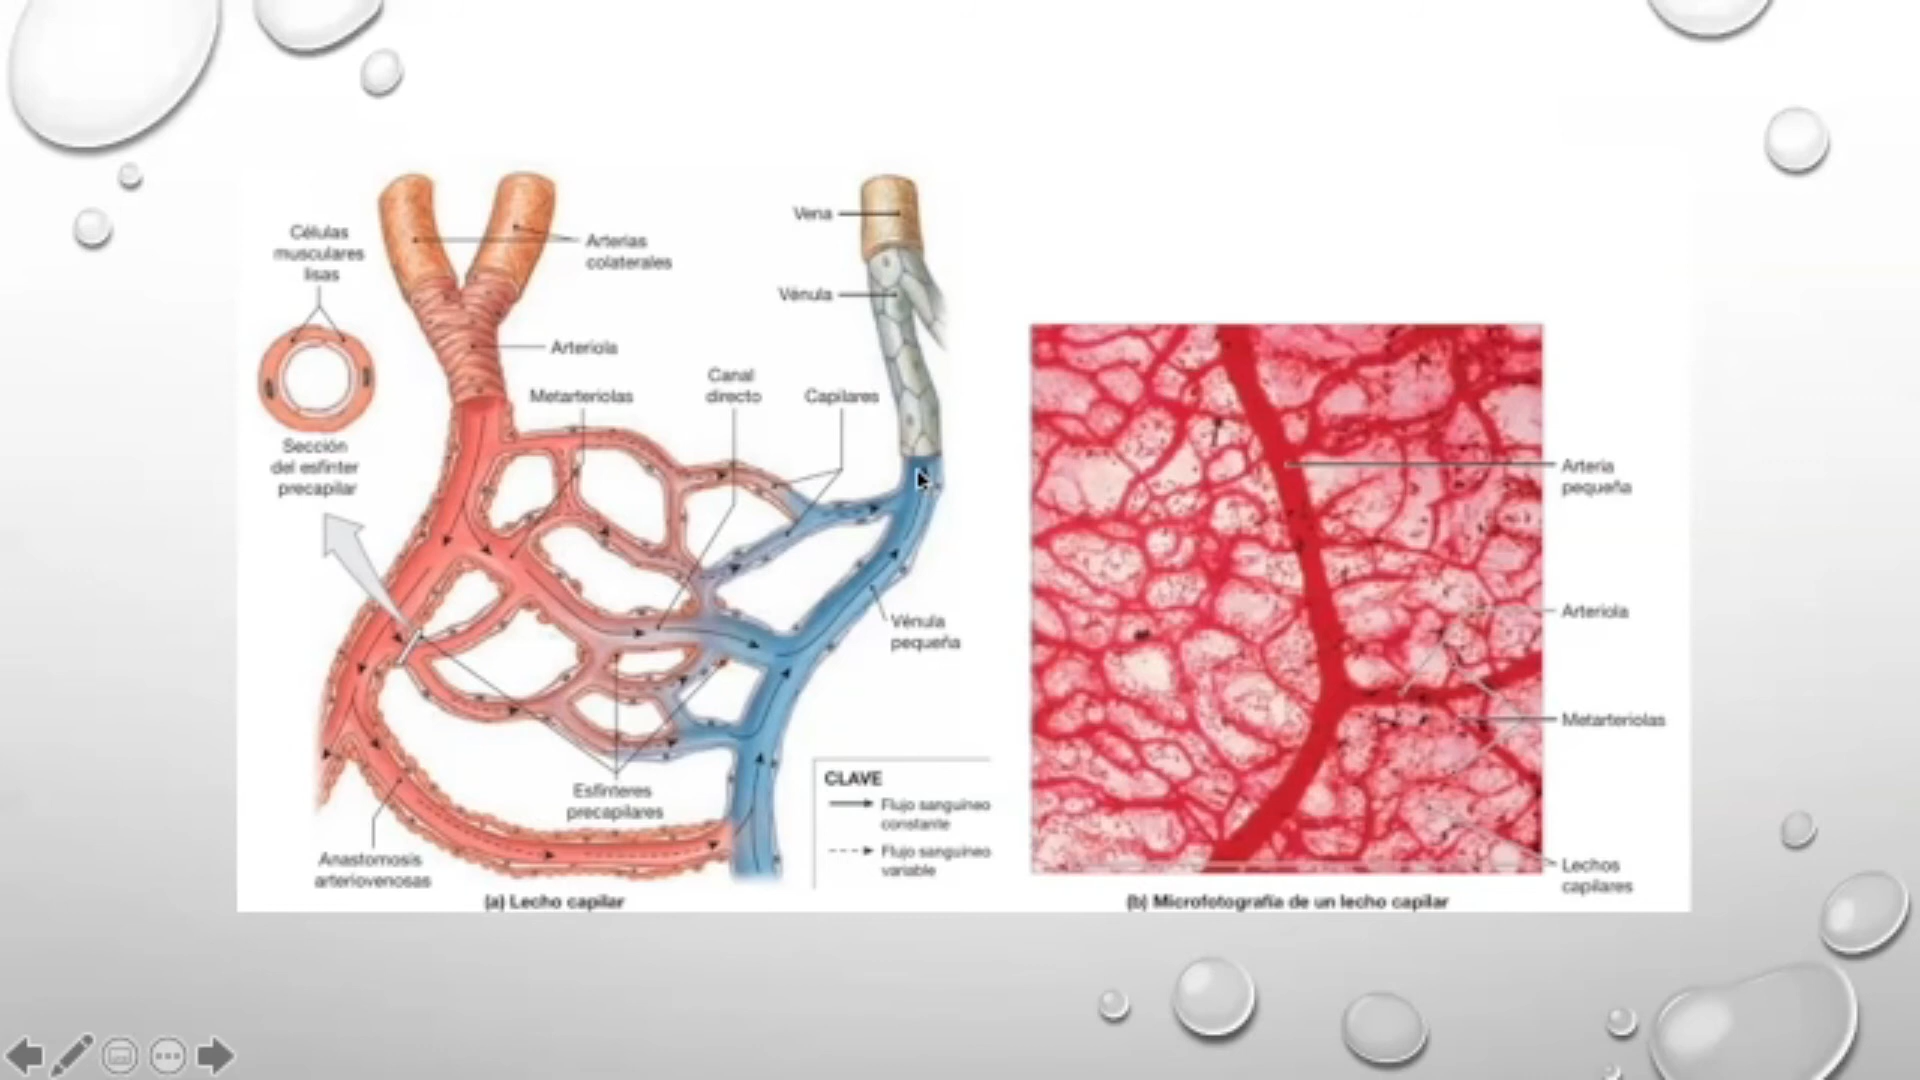 Células
musculares
lisas
Arterias
colaterales
Vena
Vénula
Arteriola
Metarteriolas
Canal
directo
Capilares
Sección
del esfínter
precapilar
Vénula
pequeña
Esfínteres
precapilares
Anastomosis
arteriovenosas
CLAVE
Flujo sanguíneo
constante
Flujo sanguíneo
variable
(a) Lecho capilar
Arteria
pequeña
Arteriola
Metarteriolas
Lechos
capilares
(b) Microfotografía de un lecho capilar